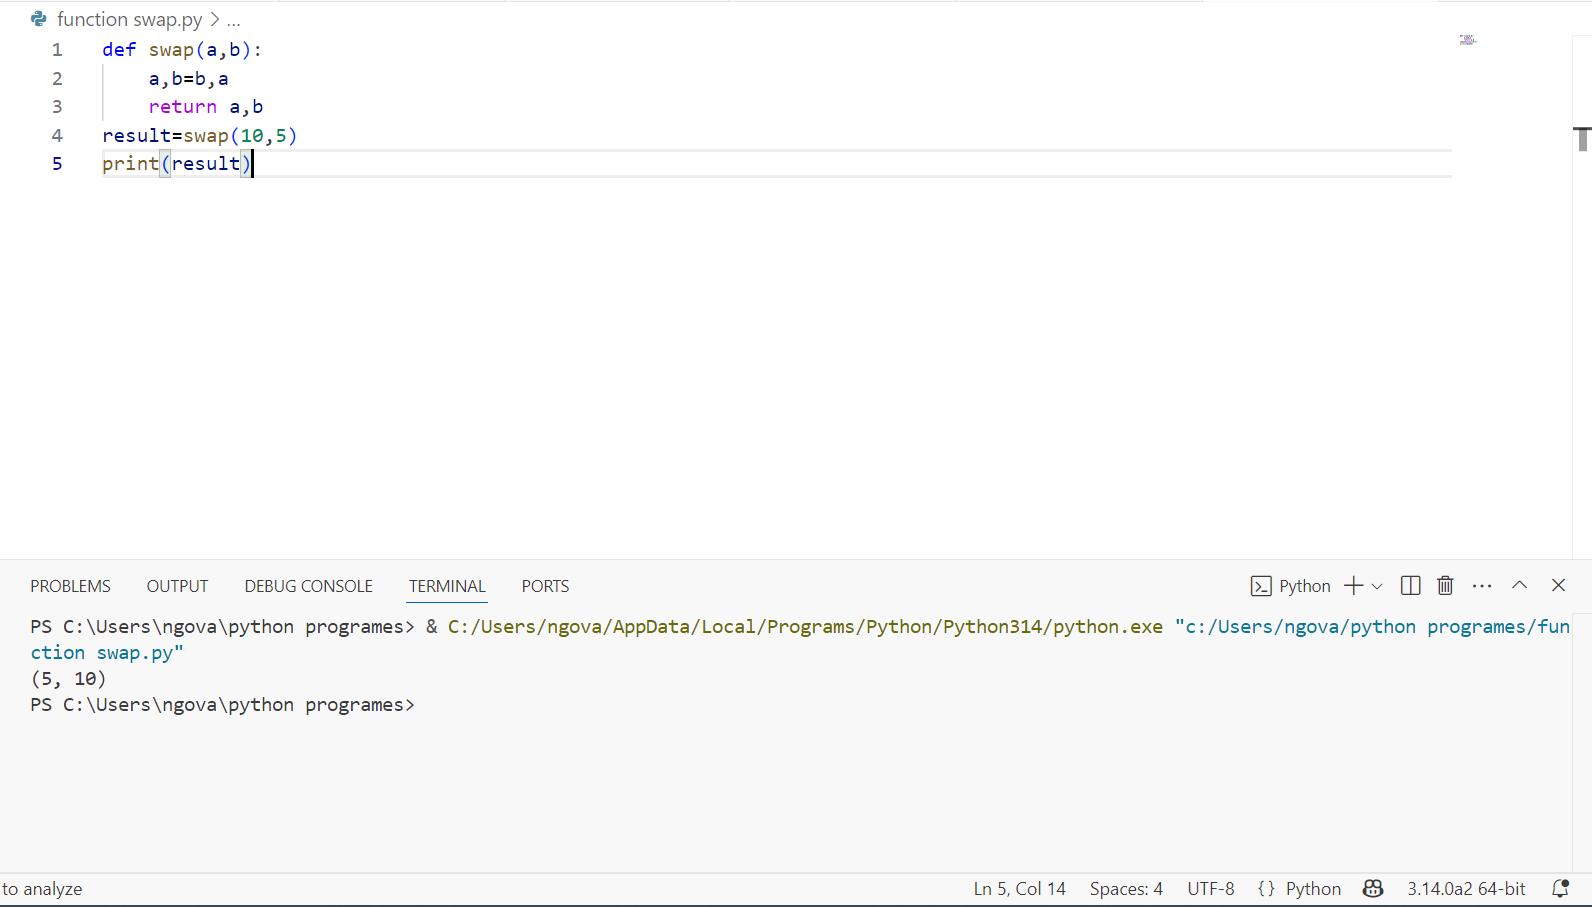 function swap.py > ...
1 def swap(a,b):
2     a,b=b,a
3     return a,b
4 result=swap(10,5)
5 print(result)
PROBLEMS OUTPUT DEBUG CONSOLE TERMINAL PORTS Python
PS C:\Users\ngova\python programes> & C:/Users/ngova/AppData/Local/Programs/Python/Python314/python.exe "c:/Users/ngova/python programes/fun
ction swap.py"
(5, 10)
PS C:\Users\ngova\python programes>
to analyze Ln 5, Col 14 Spaces: 4 UTF-8 {} Python 3.14.0a2 64-bit